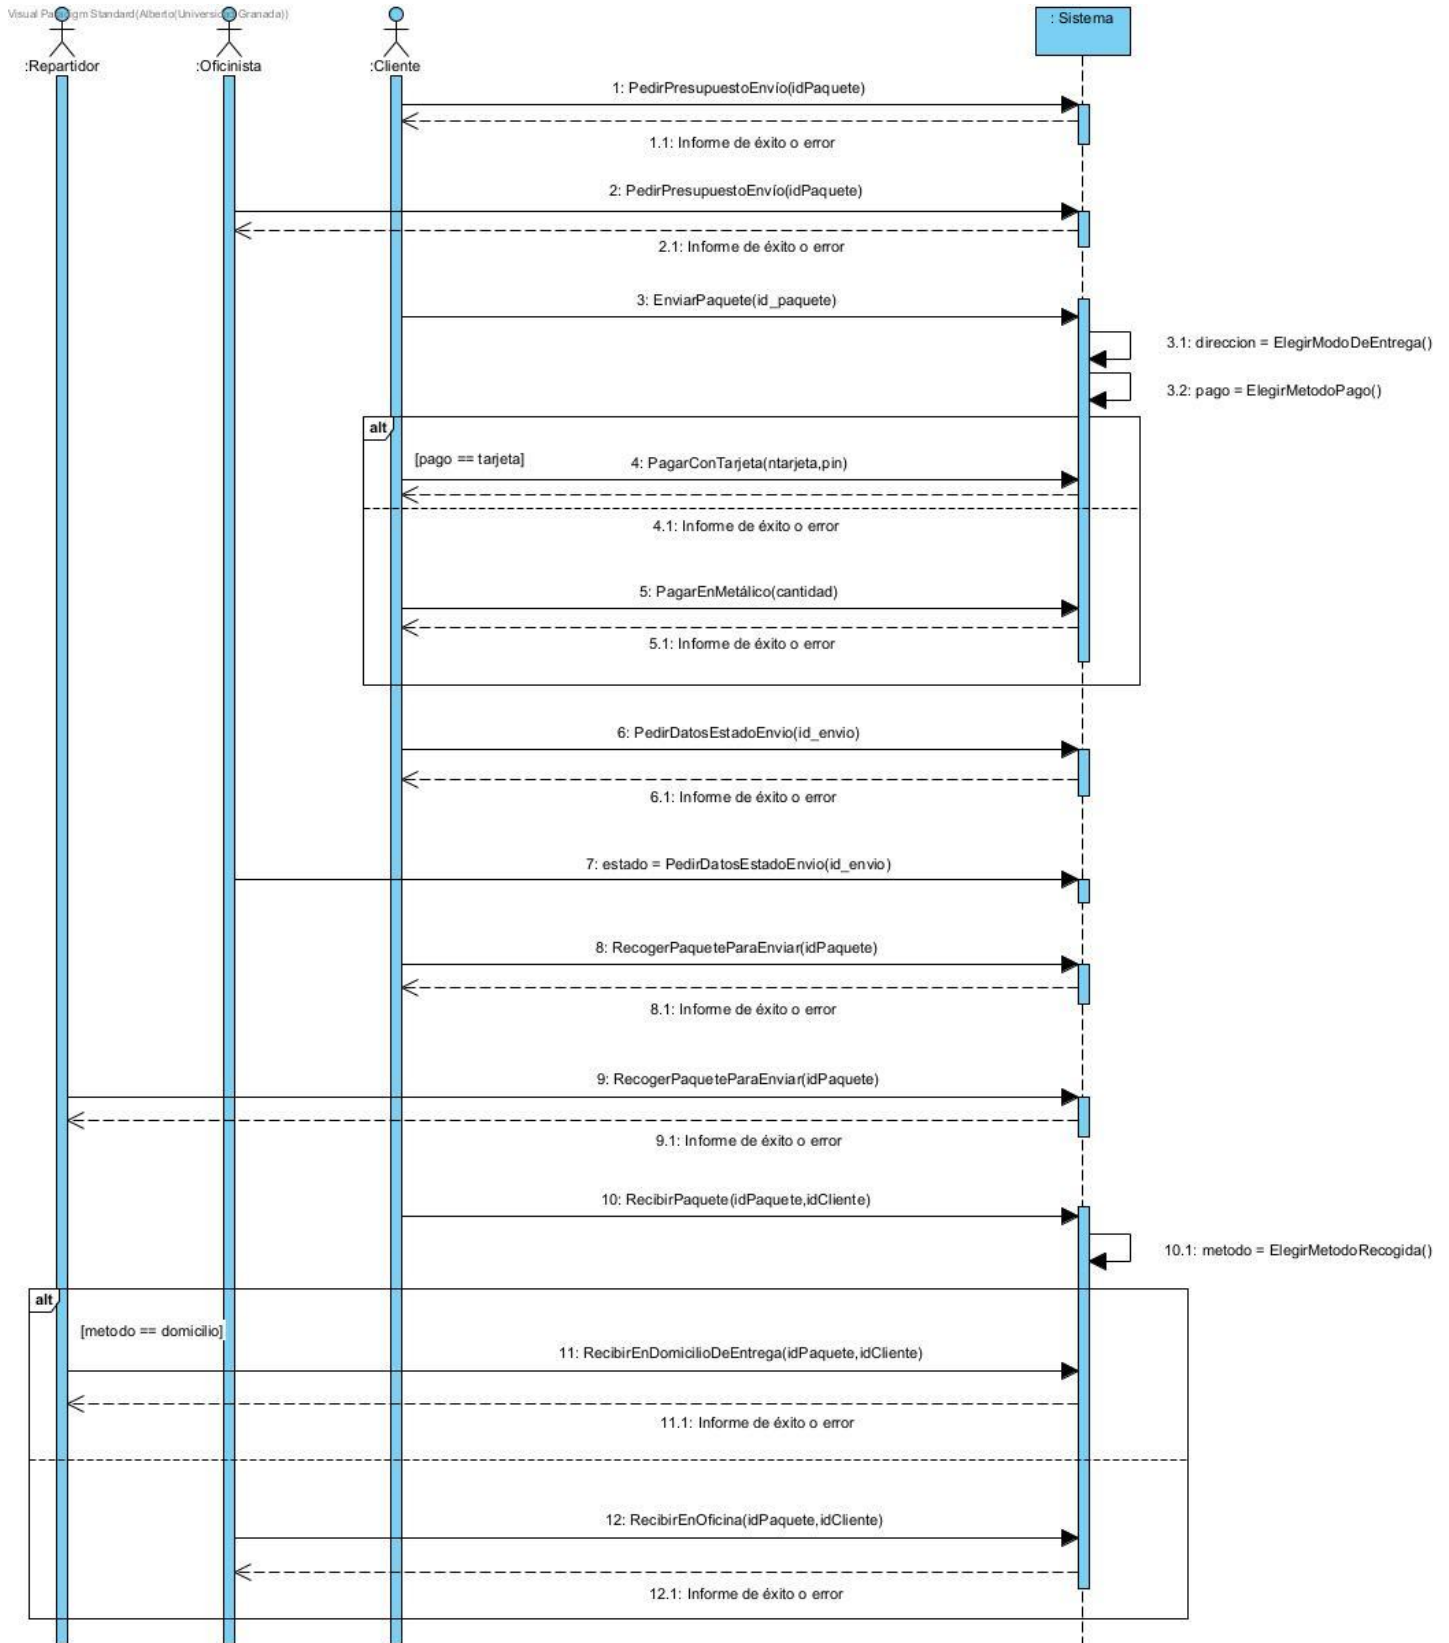 Visual Paradigm Standard(Alberto(Universidad Granada))
:Repartidor
:Oficinista
:Cliente
: Sistema
1: PedirPresupuestoEnvío(idPaquete)
1.1: Informe de éxito o error
2: PedirPresupuestoEnvío(idPaquete)
2.1: Informe de éxito o error
3: EnviarPaquete(id_paquete)
3.1: direccion = ElegirModoDeEntrega()
3.2: pago = ElegirMetodoPago()
alt
[pago == tarjeta]
4: PagarConTarjeta(ntarjeta,pin)
4.1: Informe de éxito o error
5: PagarEnMetálico(cantidad)
5.1: Informe de éxito o error
6: PedirDatosEstadoEnvio(id_envio)
6.1: Informe de éxito o error
7: estado = PedirDatosEstadoEnvio(id_envio)
8: RecogerPaqueteParaEnviar(idPaquete)
8.1: Informe de éxito o error
9: RecogerPaqueteParaEnviar(idPaquete)
9.1: Informe de éxito o error
10: RecibirPaquete(idPaquete,idCliente)
10.1: metodo = ElegirMetodoRecogida()
alt
[metodo == domicilio]
11: RecibirEnDomicilioDeEntrega(idPaquete,idCliente)
11.1: Informe de éxito o error
12: RecibirEnOficina(idPaquete,idCliente)
12.1: Informe de éxito o error